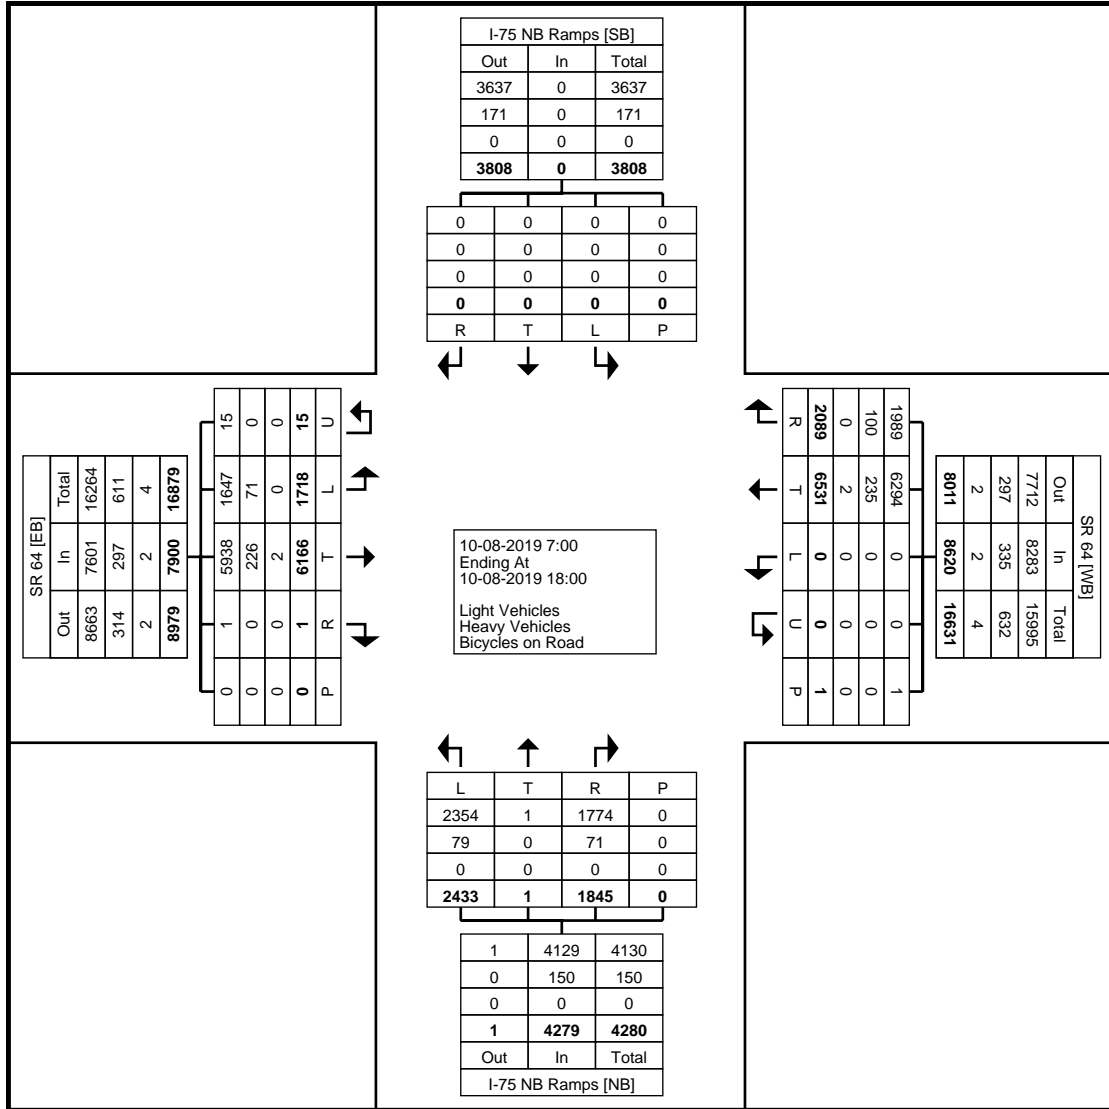 I-75 NB Ramps [SB]
Out In Total
3637 0 3637
171 0 171
0 0 0
3808 0 3808
0 0 0 0
0 0 0 0
0 0 0 0
0 0 0 0
R T L P
SR 64 [EB]
Total In Out
16264 7601 8663
611 297 314
4 2 2
16879 7900 8979
15 1647 5938 1 0
0 71 226 0 0
0 0 2 0 0
15 1718 6166 1 0
U L T R P
10-08-2019 7:00
Ending At
10-08-2019 18:00
Light Vehicles
Heavy Vehicles
Bicycles on Road
SR 64 [WB]
Out In Total
7712 8283 15995
297 335 632
2 2 4
8011 8620 16631
1989 6294 0 0 1
100 235 0 0 0
0 2 0 0 0
2089 6531 0 0 1
R T L U P
L T R P
2354 1 1774 0
79 0 71 0
0 0 0 0
2433 1 1845 0
1 4129 4130
0 150 150
0 0 0
1 4279 4280
Out In Total
I-75 NB Ramps [NB]